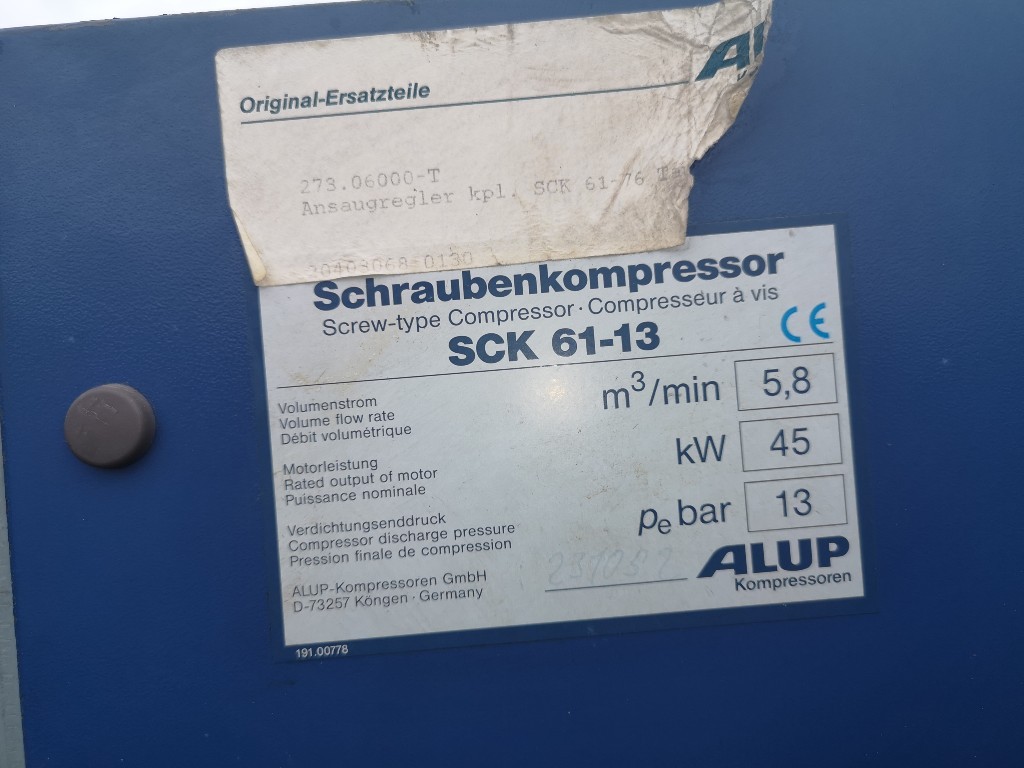 Original-Ersatzteile
273.06000-T
Ansaugregler kpl. SCK 61-76
20403068-0130
Schraubenkompressor
Screw-type Compressor · Compresseur à vis
SCK 61-13
CE
Volumenstrom
Volume flow rate
Débit volumétrique
m³/min 5,8
Motorleistung
Rated output of motor
Puissance nominale
kW 45
Verdichtungsenddruck
Compressor discharge pressure
Pression finale de compression
pe bar 13
ALUP-Kompressoren GmbH
D-73257 Köngen · Germany
ALUP
Kompressoren
191.00778